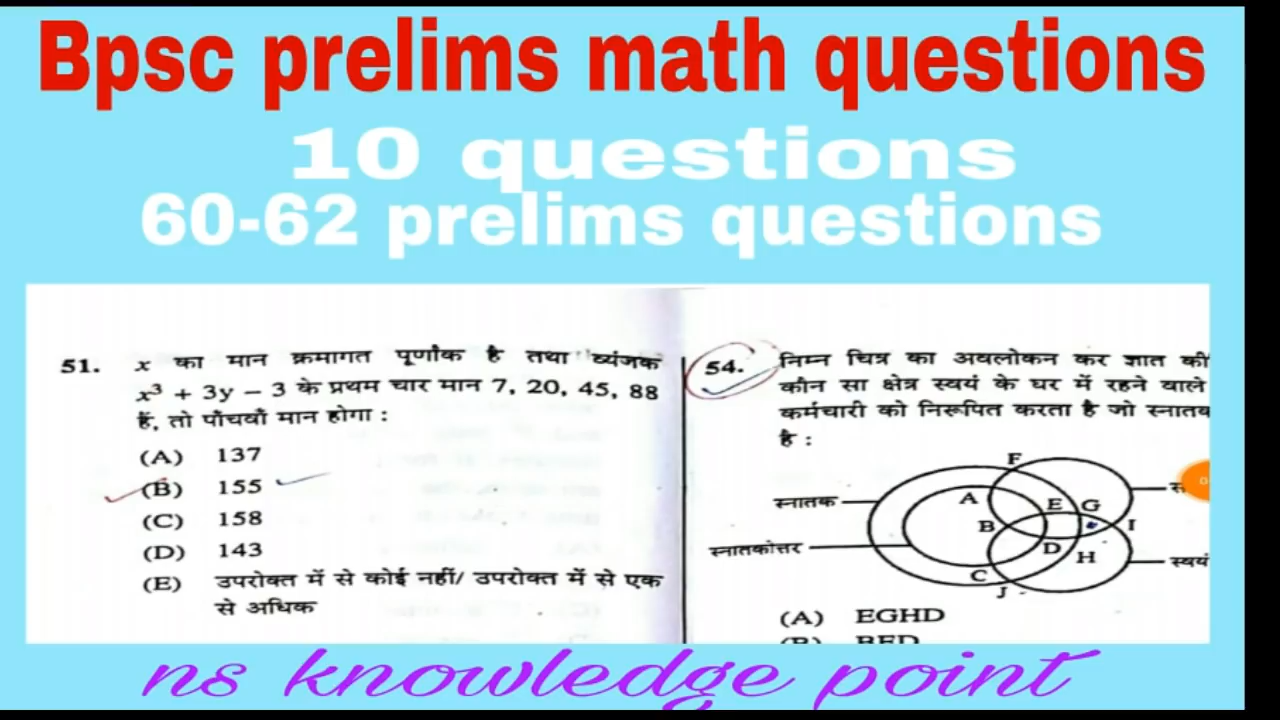 Bpsc prelims math questions
10 questions
60-62 prelims questions
51. x का मान क्रमागत पूर्णांक है तथा व्यंजक
x³ + 3y – 3 के प्रथम चार मान 7, 20, 45, 88
हैं, तो पाँचवाँ मान होगा :
(A) 137
(B) 155
(C) 158
(D) 143
(E) उपरोक्त में से कोई नहीं/ उपरोक्त में से एक
से अधिक
54. निम्न चित्र का अवलोकन कर ज्ञात की
कौन सा क्षेत्र स्वयं के घर में रहने वाले
कर्मचारी को निरूपित करता है जो स्नातक
है :
F
स्नातक A E G
B I
स्नातकोत्तर D H स्वयं
C
J
(A) EGHD
(B) BED
ns knowledge point